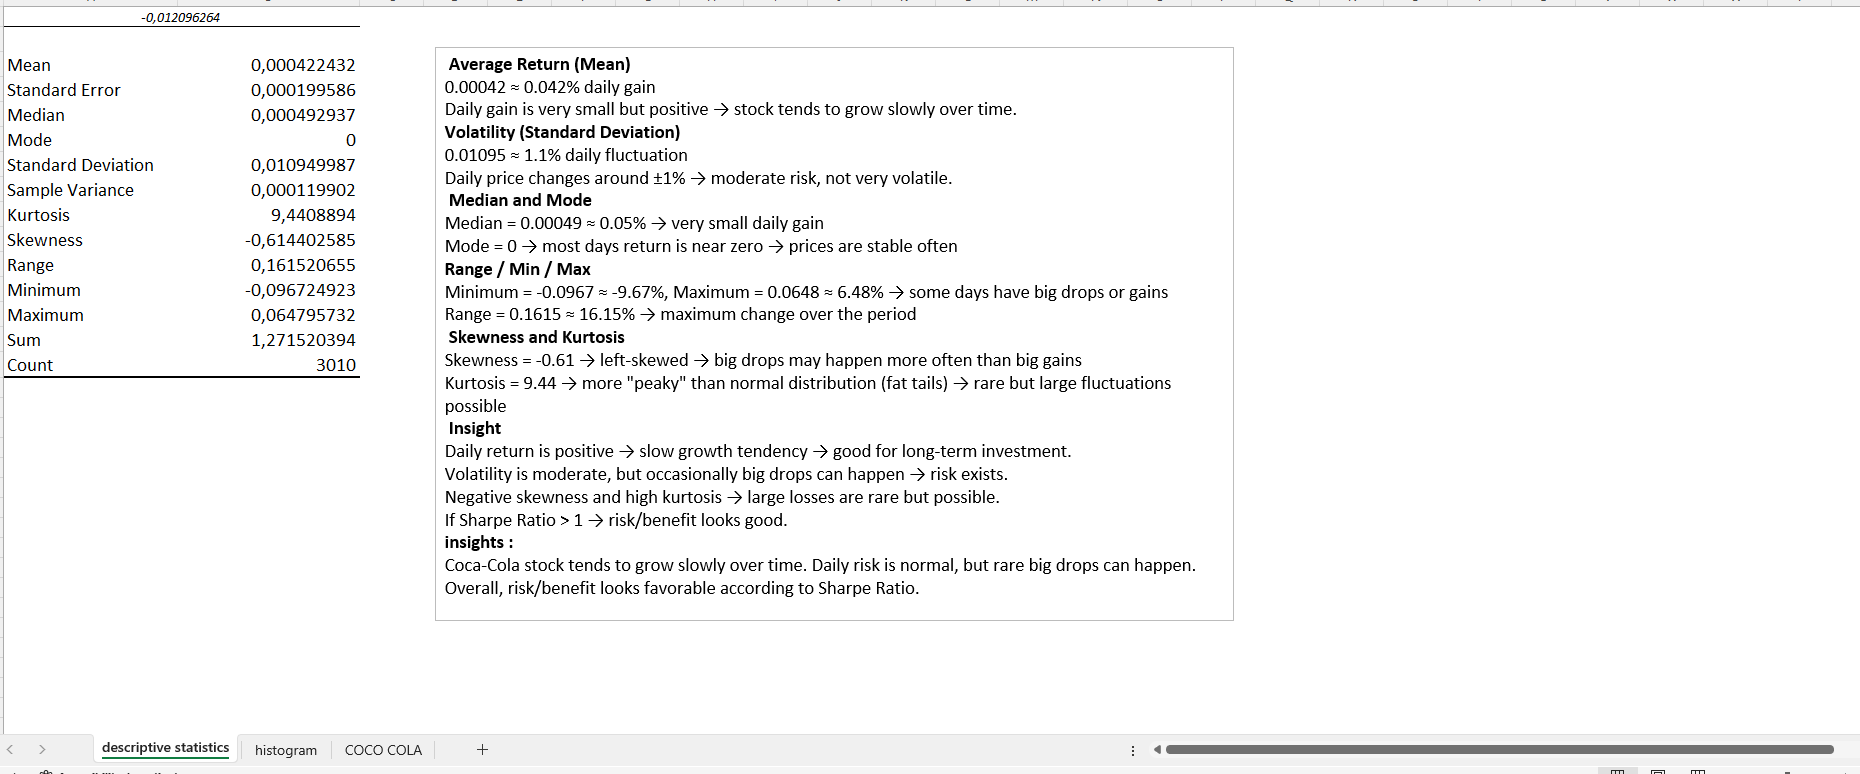 -0,012096264
Mean 0,000422432
Standard Error 0,000199586
Median 0,000492937
Mode 0
Standard Deviation 0,010949987
Sample Variance 0,000119902
Kurtosis 9,4408894
Skewness -0,614402585
Range 0,161520655
Minimum -0,096724923
Maximum 0,064795732
Sum 1,271520394
Count 3010
Average Return (Mean)
0.00042 ≈ 0.042% daily gain
Daily gain is very small but positive → stock tends to grow slowly over time.
Volatility (Standard Deviation)
0.01095 ≈ 1.1% daily fluctuation
Daily price changes around ±1% → moderate risk, not very volatile.
Median and Mode
Median = 0.00049 ≈ 0.05% → very small daily gain
Mode = 0 → most days return is near zero → prices are stable often
Range / Min / Max
Minimum = -0.0967 ≈ -9.67%, Maximum = 0.0648 ≈ 6.48% → some days have big drops or gains
Range = 0.1615 ≈ 16.15% → maximum change over the period
Skewness and Kurtosis
Skewness = -0.61 → left-skewed → big drops may happen more often than big gains
Kurtosis = 9.44 → more "peaky" than normal distribution (fat tails) → rare but large fluctuations
possible
Insight
Daily return is positive → slow growth tendency → good for long-term investment.
Volatility is moderate, but occasionally big drops can happen → risk exists.
Negative skewness and high kurtosis → large losses are rare but possible.
If Sharpe Ratio > 1 → risk/benefit looks good.
insights :
Coca-Cola stock tends to grow slowly over time. Daily risk is normal, but rare big drops can happen.
Overall, risk/benefit looks favorable according to Sharpe Ratio.
descriptive statistics histogram COCO COLA